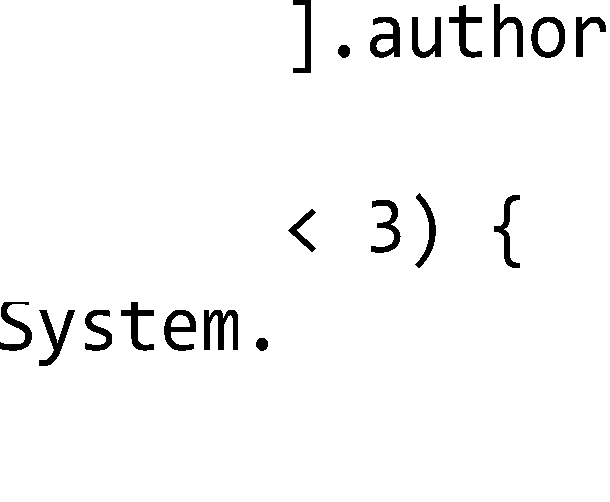 ].author
< 3) {
System.